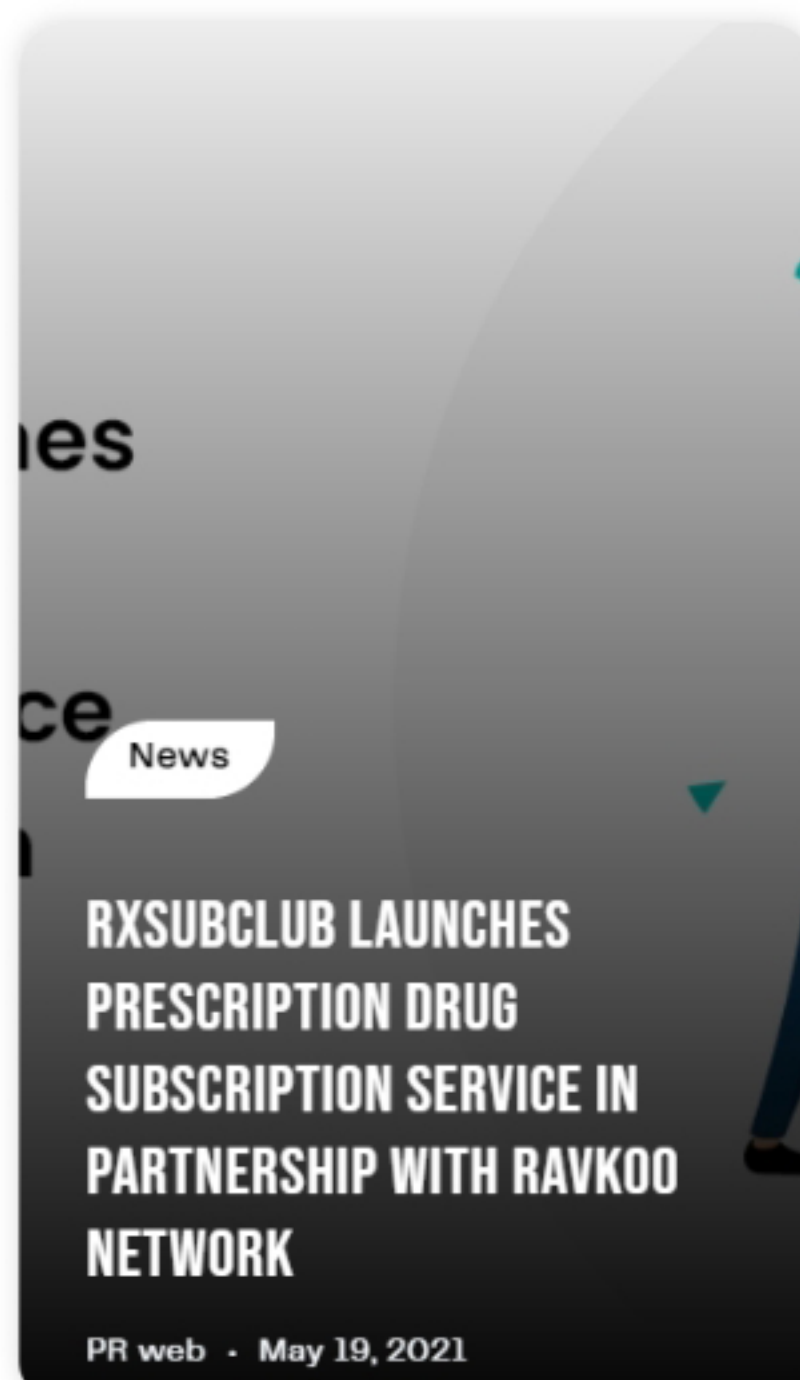 nes
ce
News
RXSUBCLUB LAUNCHES
PRESCRIPTION DRUG
SUBSCRIPTION SERVICE IN
PARTNERSHIP WITH RAVKOO
NETWORK
PR web · May 19, 2021